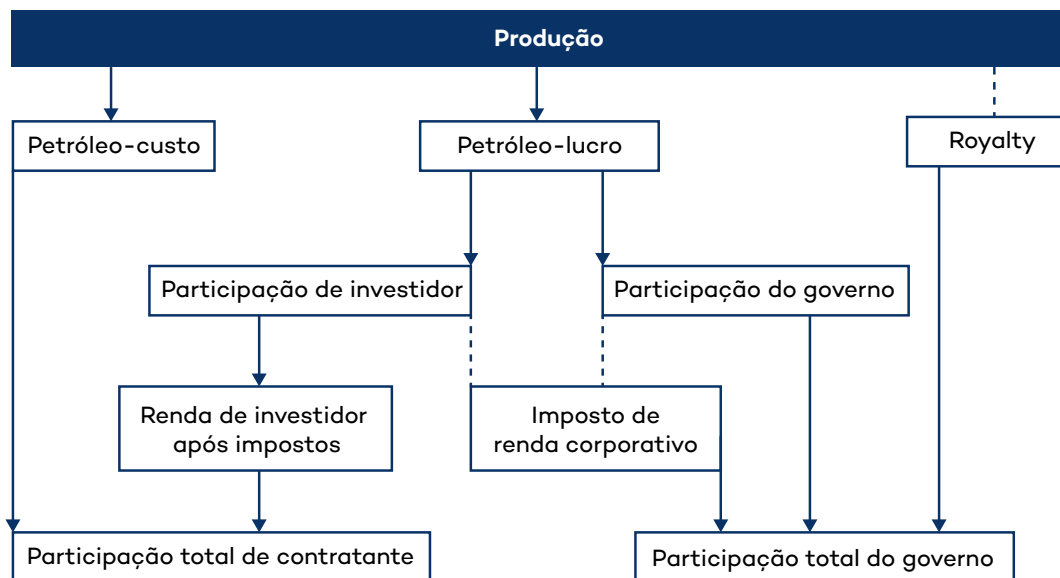 Produção
Petróleo-custo
Petróleo-lucro
Royalty
Participação de investidor
Participação do governo
Renda de investidor
após impostos
Imposto de
renda corporativo
Participação total de contratante
Participação total do governo